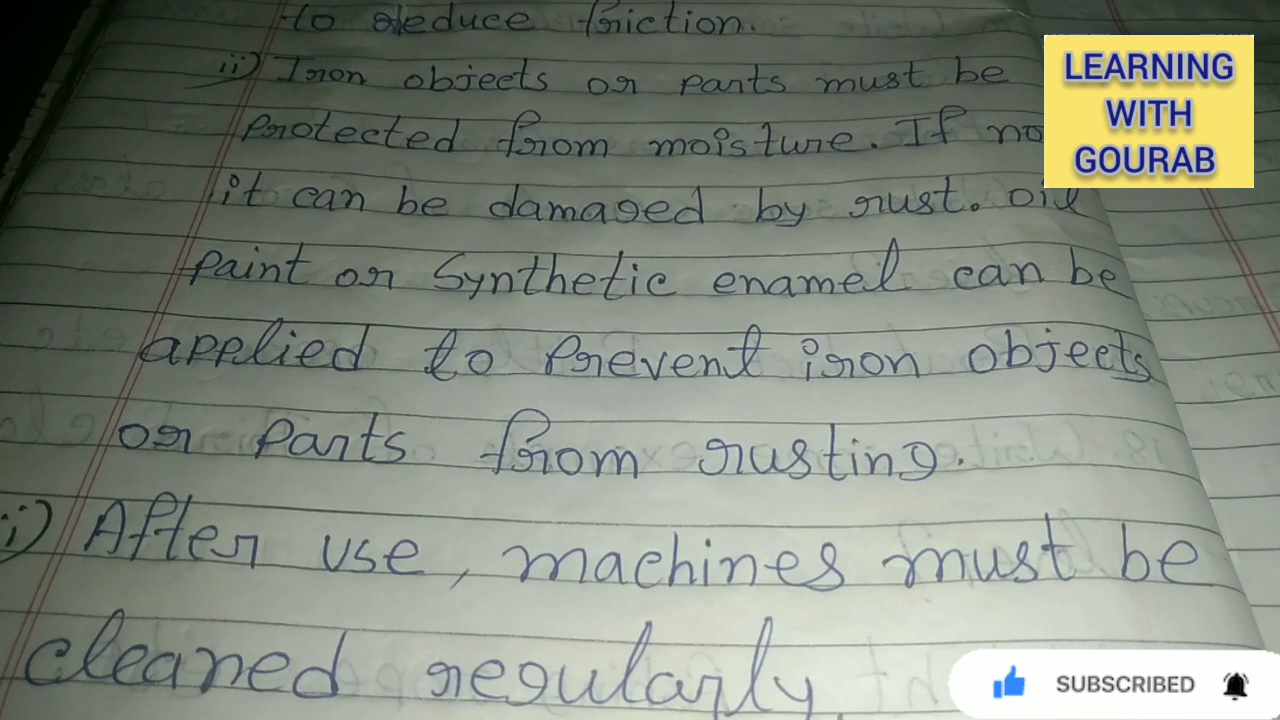 to reduce friction.
ii) Iron objects or parts must be
protected from moisture. If no
it can be damaged by rust. Oil
paint or Synthetic enamel can be
applied to prevent iron objects
or parts from rusting.
i) After use, machines must be
cleaned regularly.
LEARNING
WITH
GOURAB
SUBSCRIBED